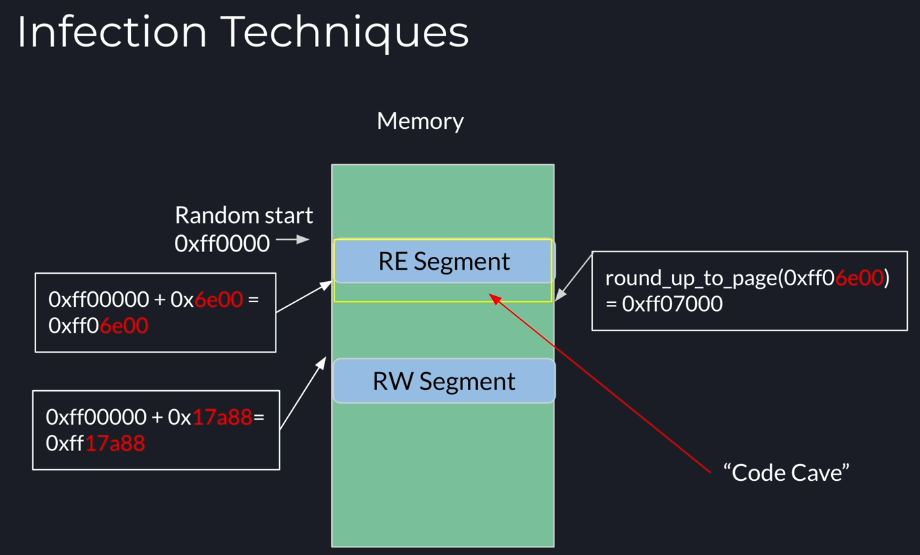 Infection Techniques
Memory
Random start
0xff0000
RE Segment
0xff00000 + 0x6e00 =
0xff06e00
round_up_to_page(0xff06e00)
= 0xff07000
RW Segment
0xff00000 + 0x17a88=
0xff17a88
“Code Cave”